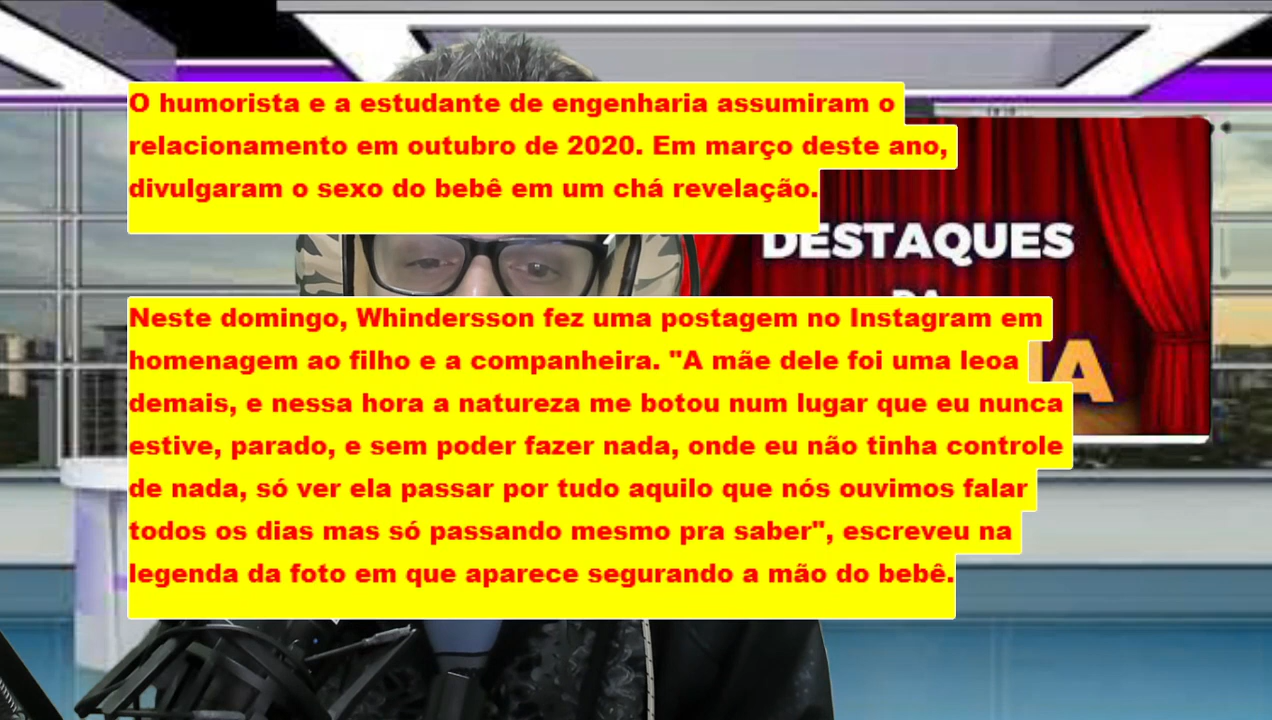 O humorista e a estudante de engenharia assumiram o
relacionamento em outubro de 2020. Em março deste ano,
divulgaram o sexo do bebê em um chá revelação.
DESTAQUES
DA
Neste domingo, Whindersson fez uma postagem no Instagram em
homenagem ao filho e a companheira. "A mãe dele foi uma leoa
demais, e nessa hora a natureza me botou num lugar que eu nunca
estive, parado, e sem poder fazer nada, onde eu não tinha controle
de nada, só ver ela passar por tudo aquilo que nós ouvimos falar
todos os dias mas só passando mesmo pra saber", escreveu na
legenda da foto em que aparece segurando a mão do bebê.